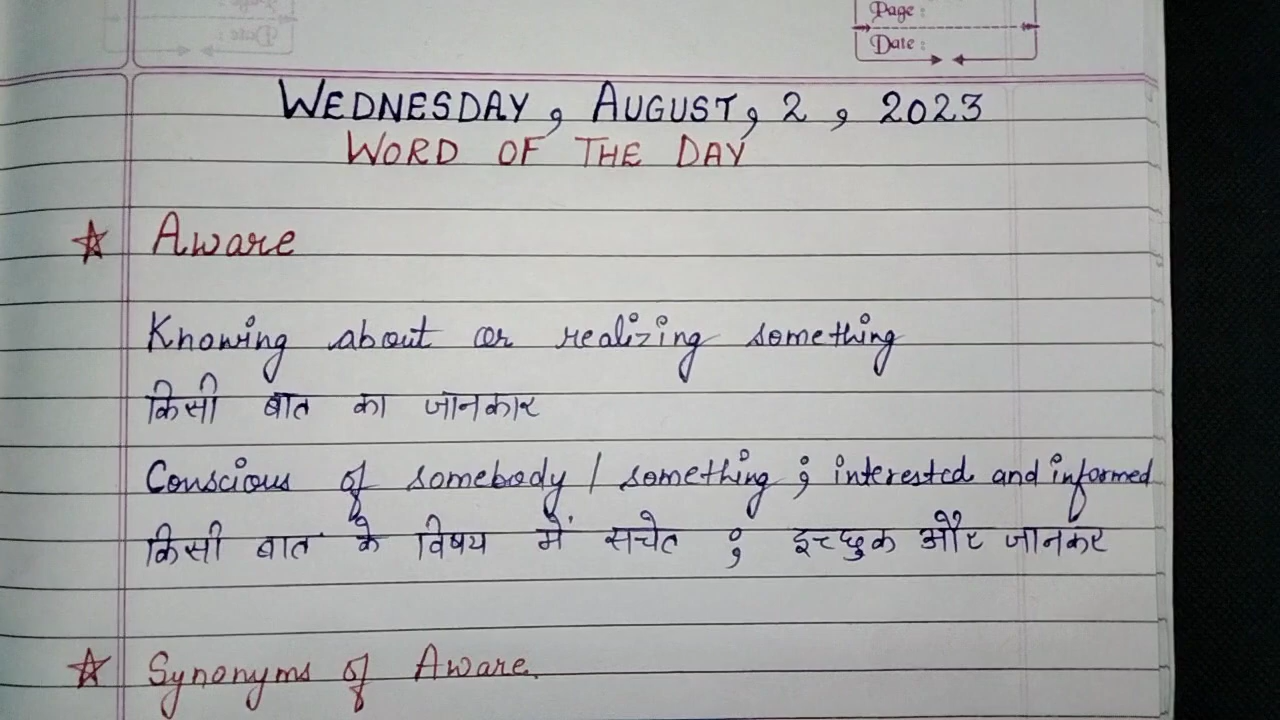 Page :
Date :
WEDNESDAY, AUGUST, 2, 2023
WORD OF THE DAY
☆ Aware
Knowing about or realizing something
किसी बात का जानकार
Conscious of somebody / something ; interested and informed
किसी बात के विषय में सचेत ; इच्छुक और जानकर
☆ Synonyms of Aware.